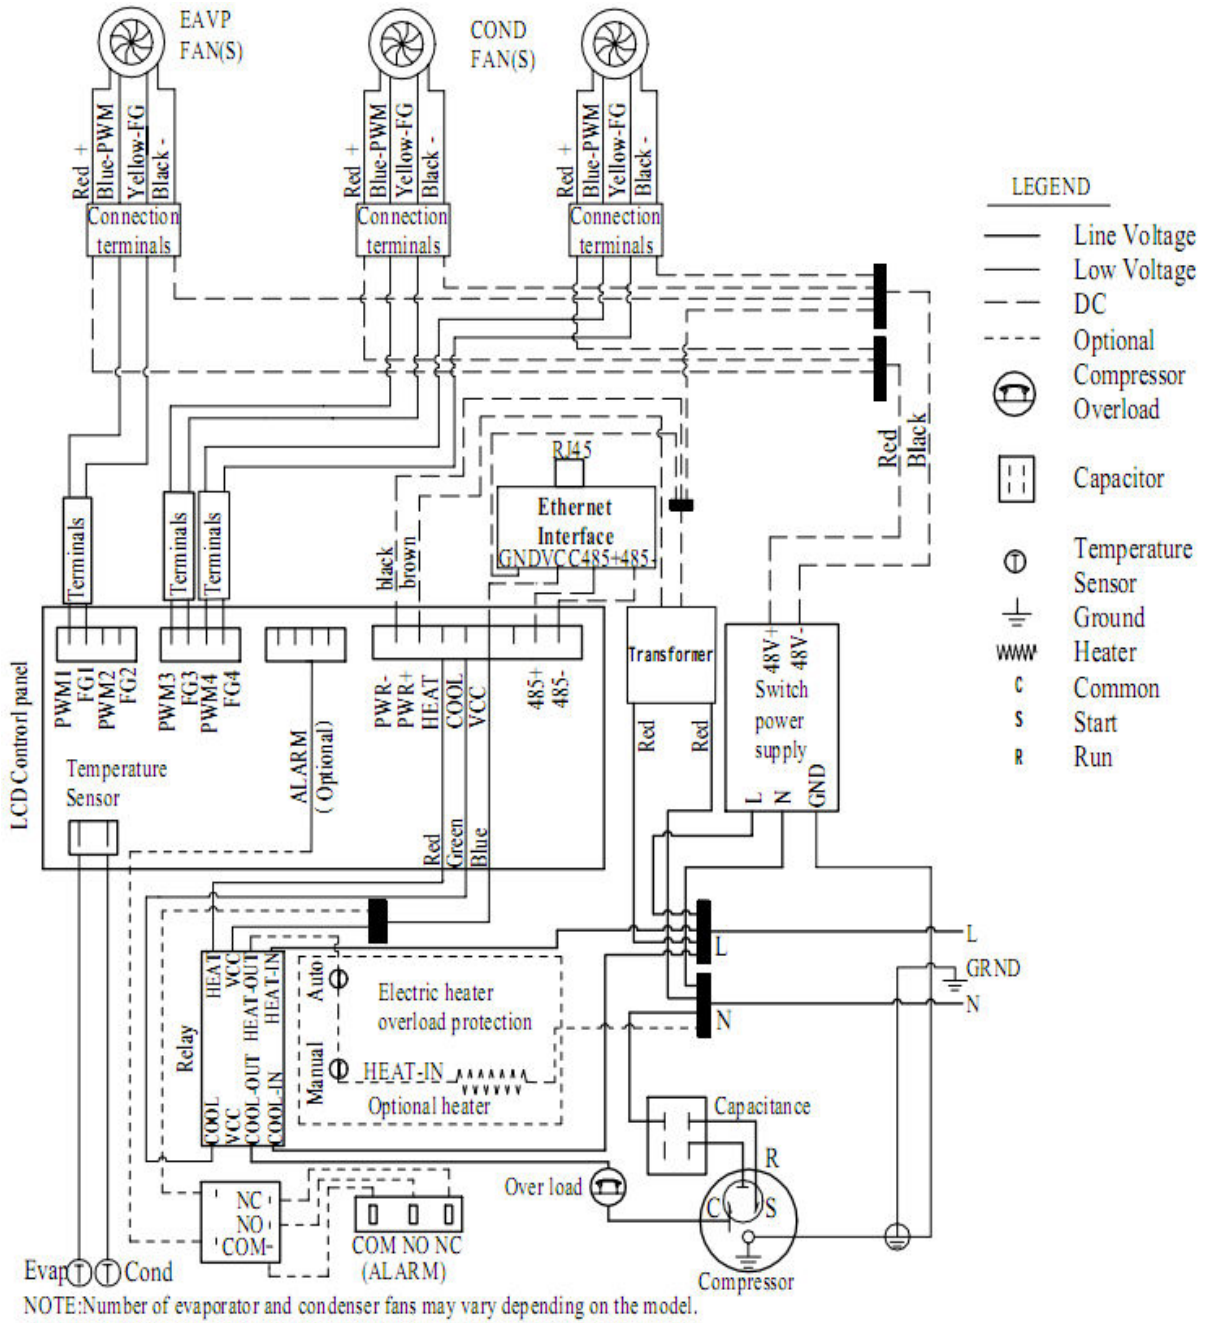 EAVP
FAN(S)
COND
FAN(S)
Red +
Blue-PWM
Yellow-FG
Black -
Red +
Blue-PWM
Yellow-FG
Black -
Red +
Blue-PWM
Yellow-FG
Black -
Connection
terminals
Connection
terminals
Connection
terminals
LEGEND
Line Voltage
Low Voltage
DC
Optional
Compressor
Overload
Capacitor
Temperature
Sensor
Ground
Heater
C Common
S Start
R Run
Red
Black
RJ45
Ethernet
Interface
GND VCC 485+ 485-
black
brown
Terminals
Terminals
Terminals
LCD Controrl panel
PWM1
FG1
PWM2
FG2
PWM3
FG3
PWM4
FG4
ALARM
( Optional)
PWR-
PWR+
HEAT
COOL
VCC
485+
485-
Temperature
Sensor
Red
Green
Blue
Transformer
Red
Red
48V+
48V-
Switch
power
supply
L
N
GND
L
L
GRND
N
N
Relay
HEAT
VCC
HEAT-OUT
HEAT-IN
COOL
VCC
COOL-OUT
COOL-IN
Auto
Electric heater
overload protection
Manual
HEAT-IN
Optional heater
Capacitance
Over load
R
C
S
Compressor
NC
NO
COM-
COM NO NC
(ALARM)
Evap
Cond
NOTE:Number of evaporator and condenser fans may vary depending on the model.